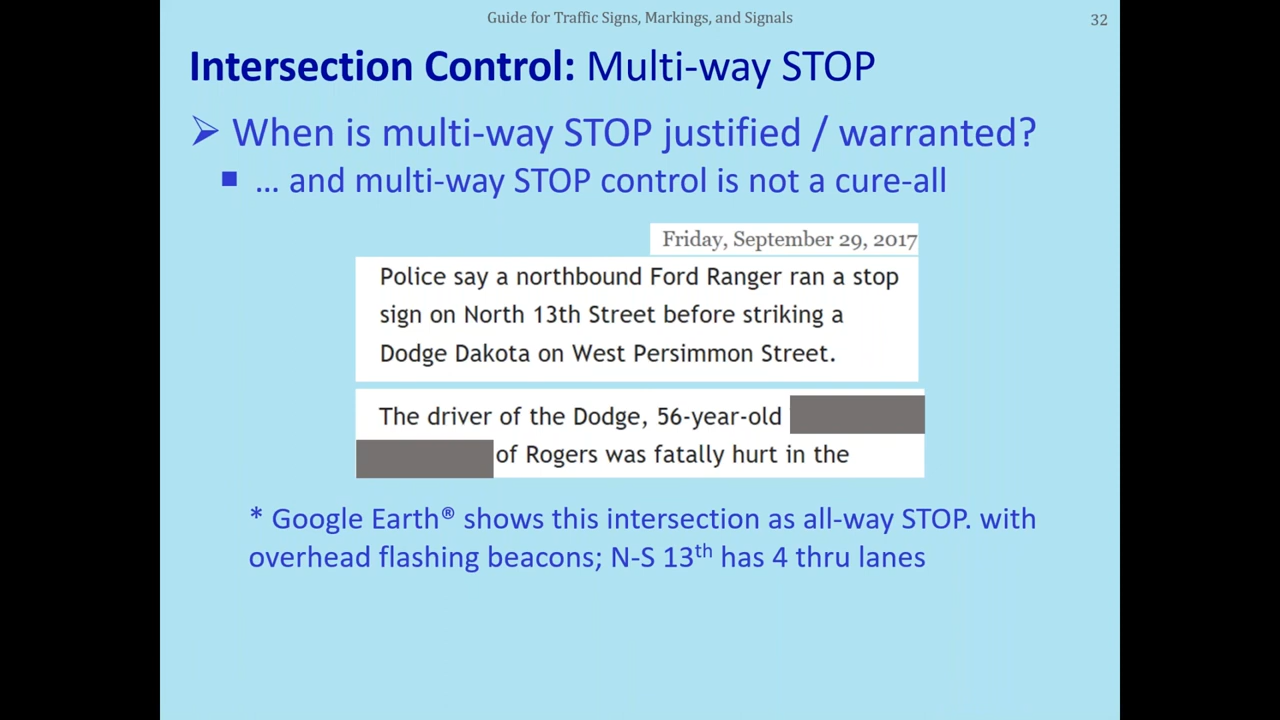 Guide for Traffic Signs, Markings, and Signals
32
Intersection Control: Multi-way STOP
➢ When is multi-way STOP justified / warranted?
▪ … and multi-way STOP control is not a cure-all
Friday, September 29, 2017
Police say a northbound Ford Ranger ran a stop
sign on North 13th Street before striking a
Dodge Dakota on West Persimmon Street.
The driver of the Dodge, 56-year-old
of Rogers was fatally hurt in the
* Google Earth® shows this intersection as all-way STOP. with
overhead flashing beacons; N-S 13th has 4 thru lanes